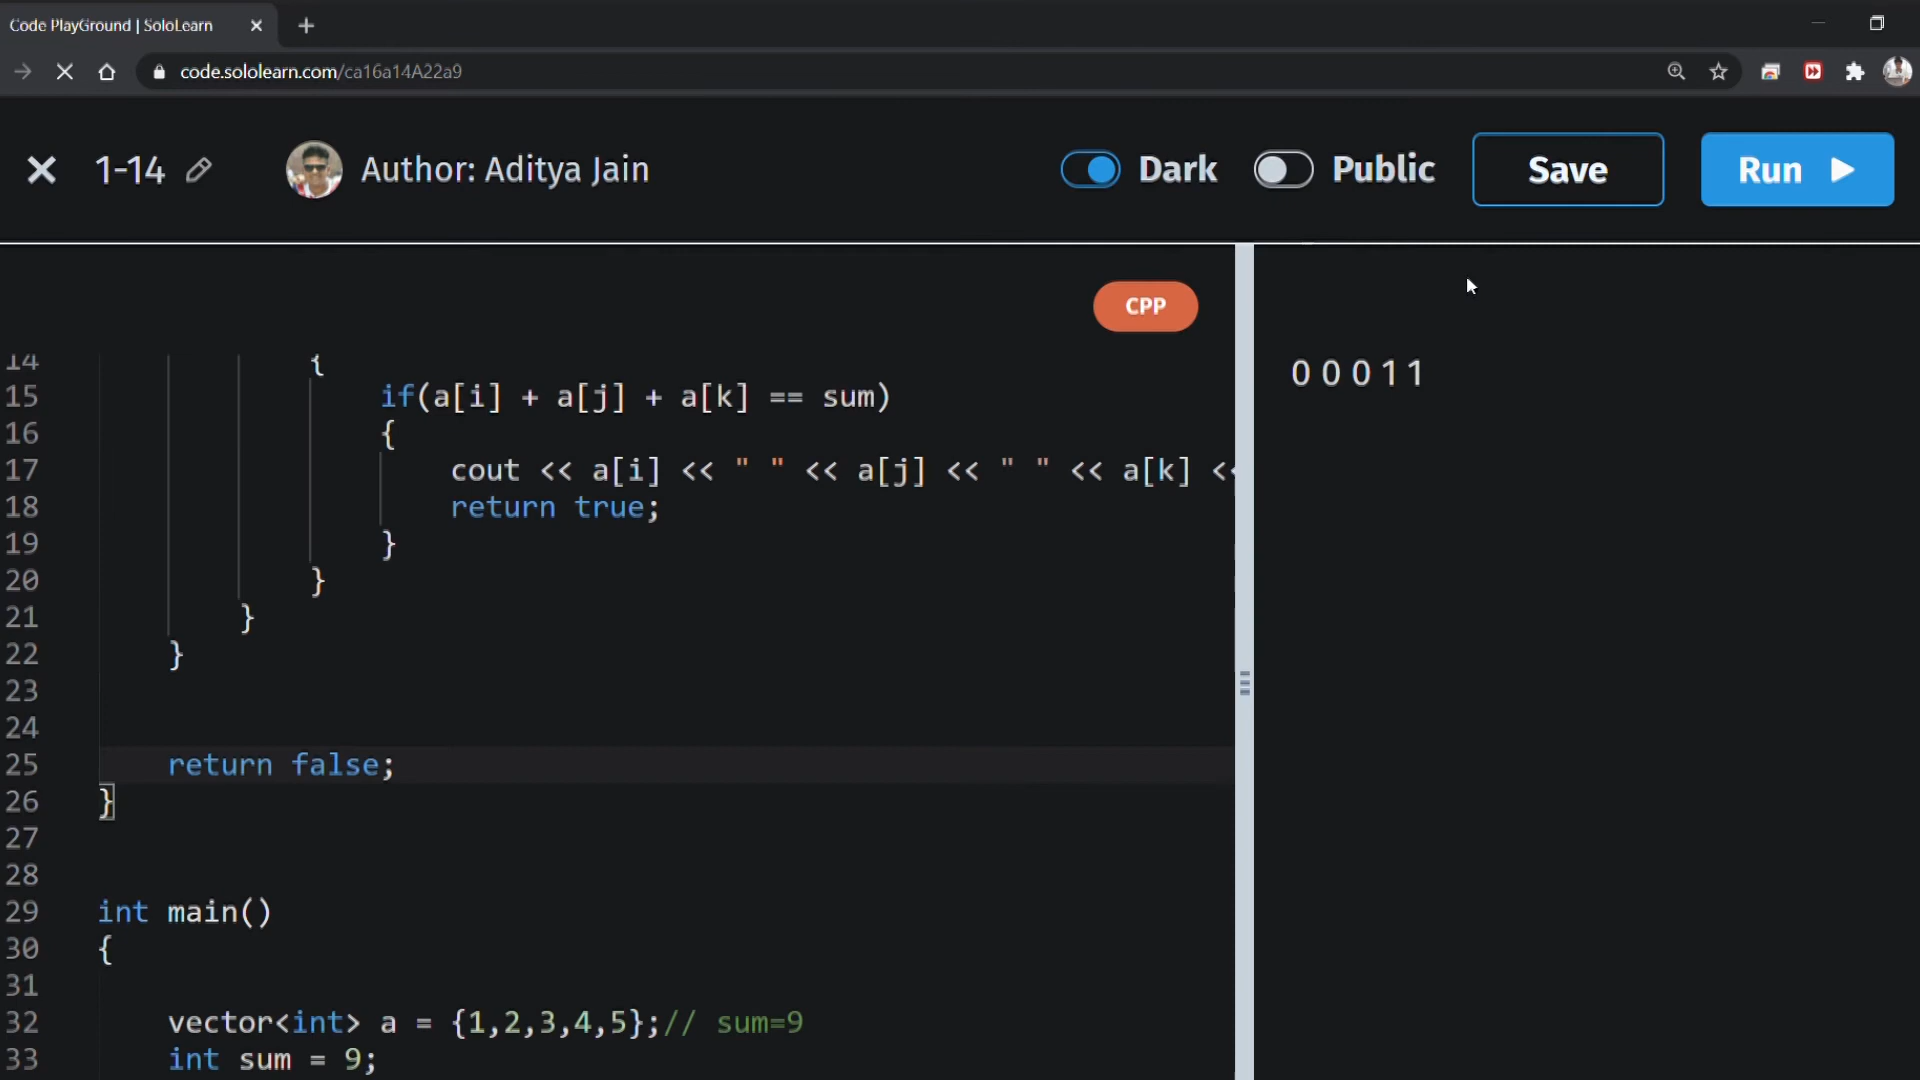 Code PlayGround | SoloLearn
code.sololearn.com/ca16a14A22a9
1-14 Author: Aditya Jain Dark Public Save Run
CPP
0 0 0 1 1
14 {
15 if(a[i] + a[j] + a[k] == sum)
16 {
17 cout << a[i] << " " << a[j] << " " << a[k] <<
18 return true;
19 }
20 }
21 }
22 }
23
24
25 return false;
26 }
27
28
29 int main()
30 {
31
32 vector<int> a = {1,2,3,4,5};// sum=9
33 int sum = 9;